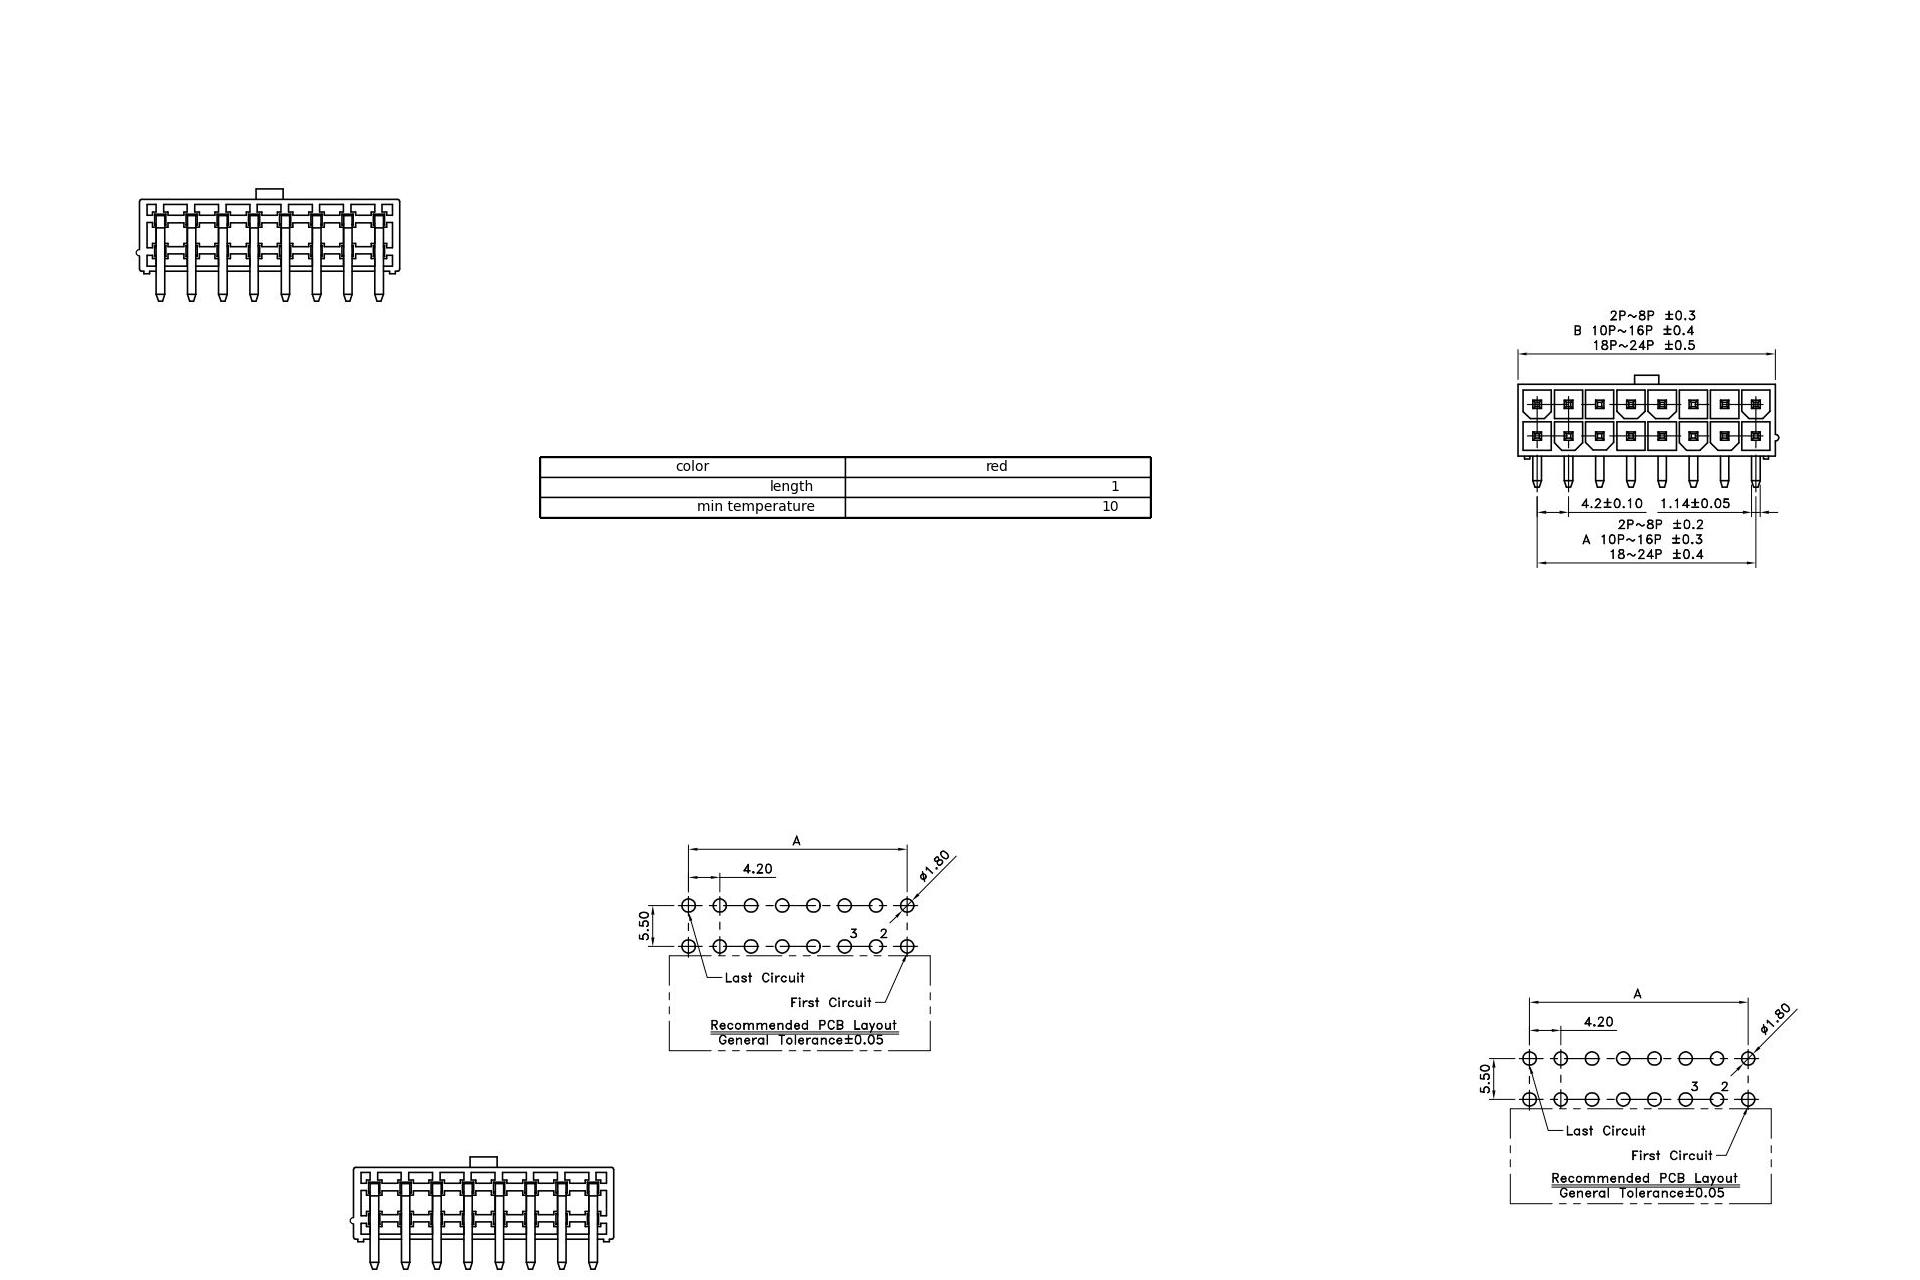 2P~8P ±0.3
B 10P~16P ±0.4
18P~24P ±0.5
color red
length 1
min temperature 10
4.2±0.10 1.14±0.05
2P~8P ±0.2
A 10P~16P ±0.3
18~24P ±0.4
A
4.20
ø1.80
5.50
3 2
Last Circuit
First Circuit
Recommended PCB Layout
General Tolerance±0.05
A
4.20
ø1.80
5.50
3 2
Last Circuit
First Circuit
Recommended PCB Layout
General Tolerance±0.05